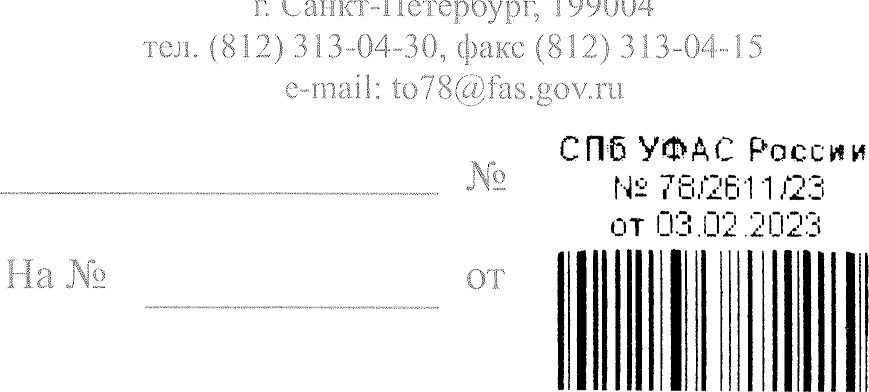 г. Санкт-Петербург, 199004
тел. (812) 313-04-30, факс (812) 313-04-15
e-mail: to78@fas.gov.ru
СПб УФАС России
№ 78/2611/23
от 03.02.2023
№
На № от